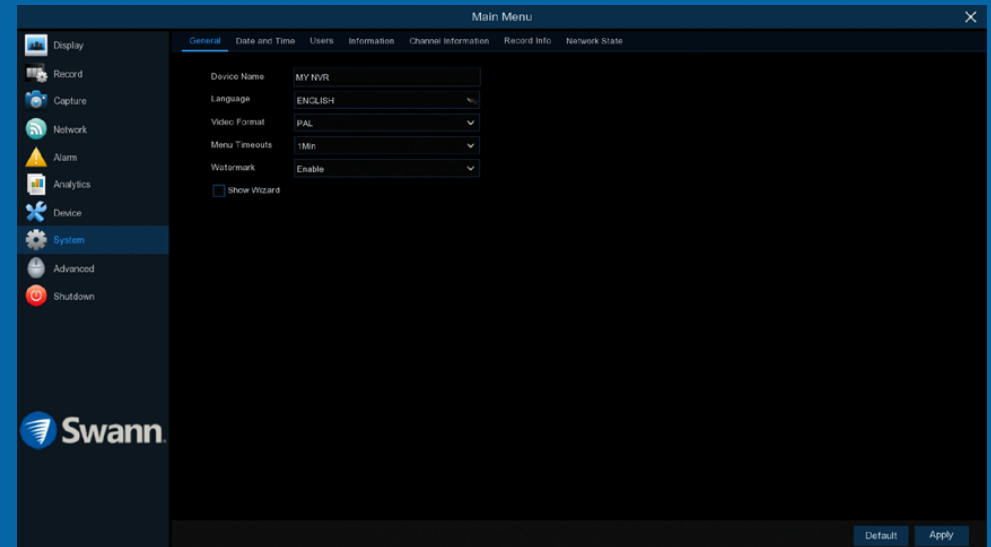 Main Menu
Display
Record
Capture
Network
Alarm
Analytics
Device
System
Advanced
Shutdown
Swann
General Date and Time Users Information Channel Information Record Info Network State
Device Name MY NVR
Language ENGLISH
Video Format PAL
Menu Timeouts 1Min
Watermark Enable
Show Wizard
Default Apply